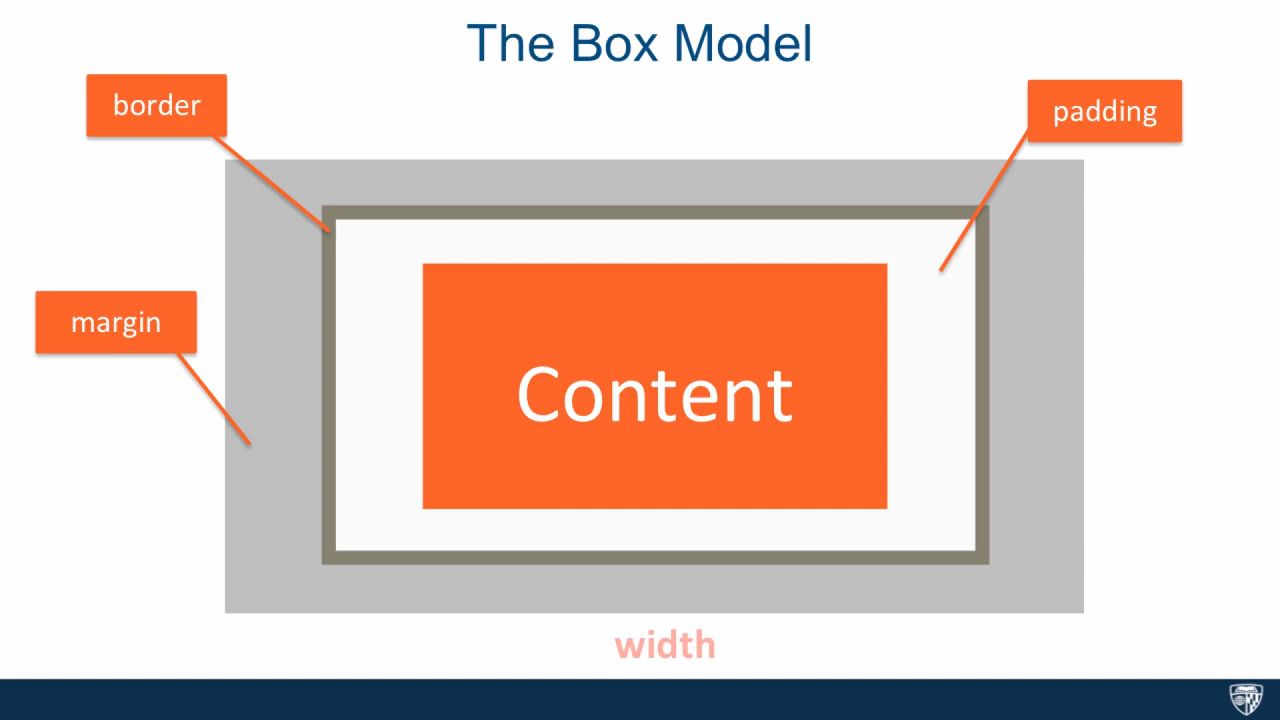 The Box Model
border
padding
margin
Content
width